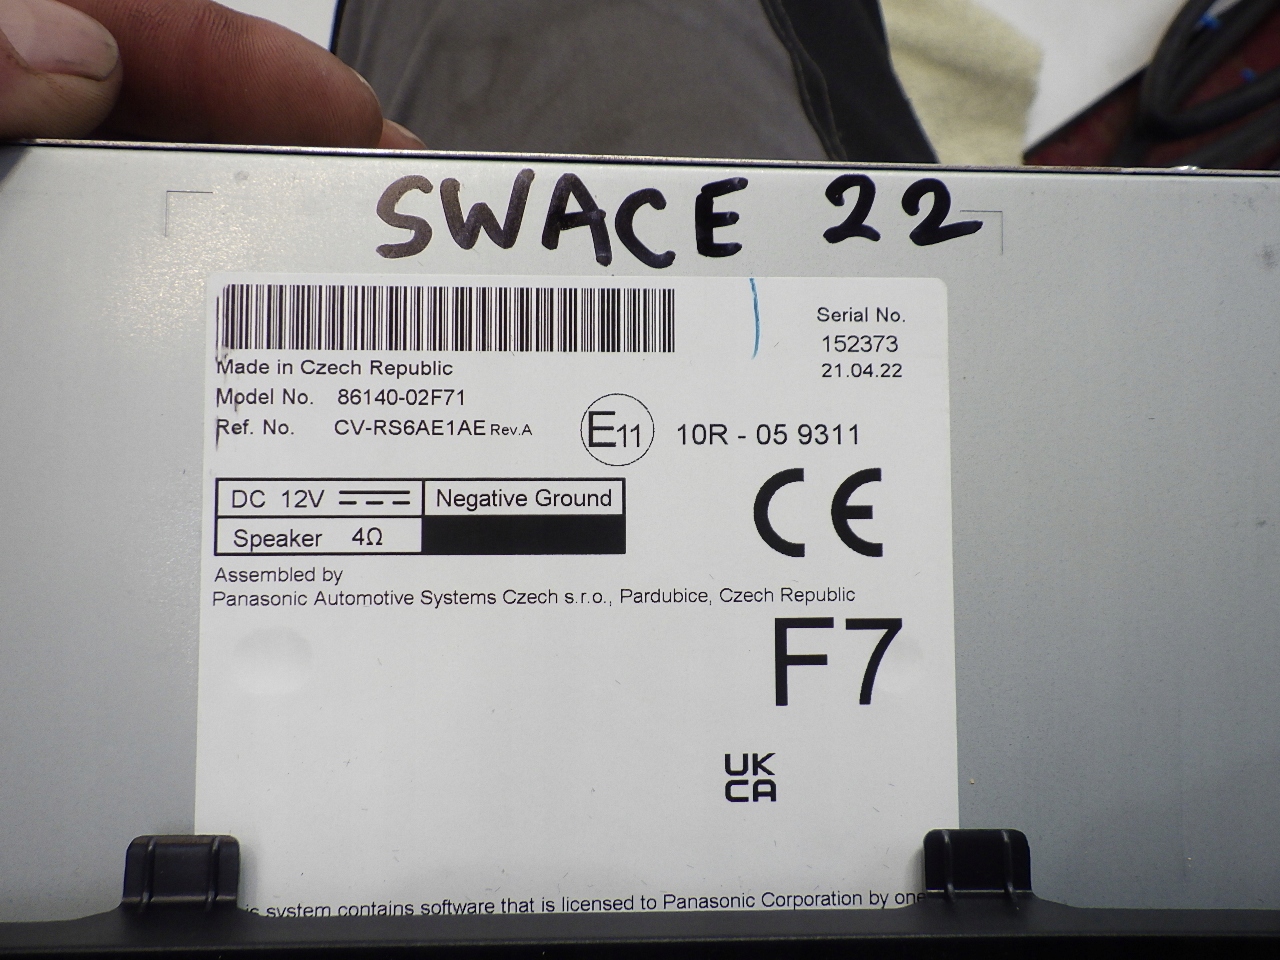 SWACE 22
Serial No.
152373
21.04.22
Made in Czech Republic
Model No. 86140-02F71
Ref. No. CV-RS6AE1AE Rev.A
E11 10R - 05 9311
DC 12V Negative Ground
Speaker 4Ω
CE
Assembled by
Panasonic Automotive Systems Czech s.r.o., Pardubice, Czech Republic
F7
UK
CA
system contains software that is licensed to Panasonic Corporation by one